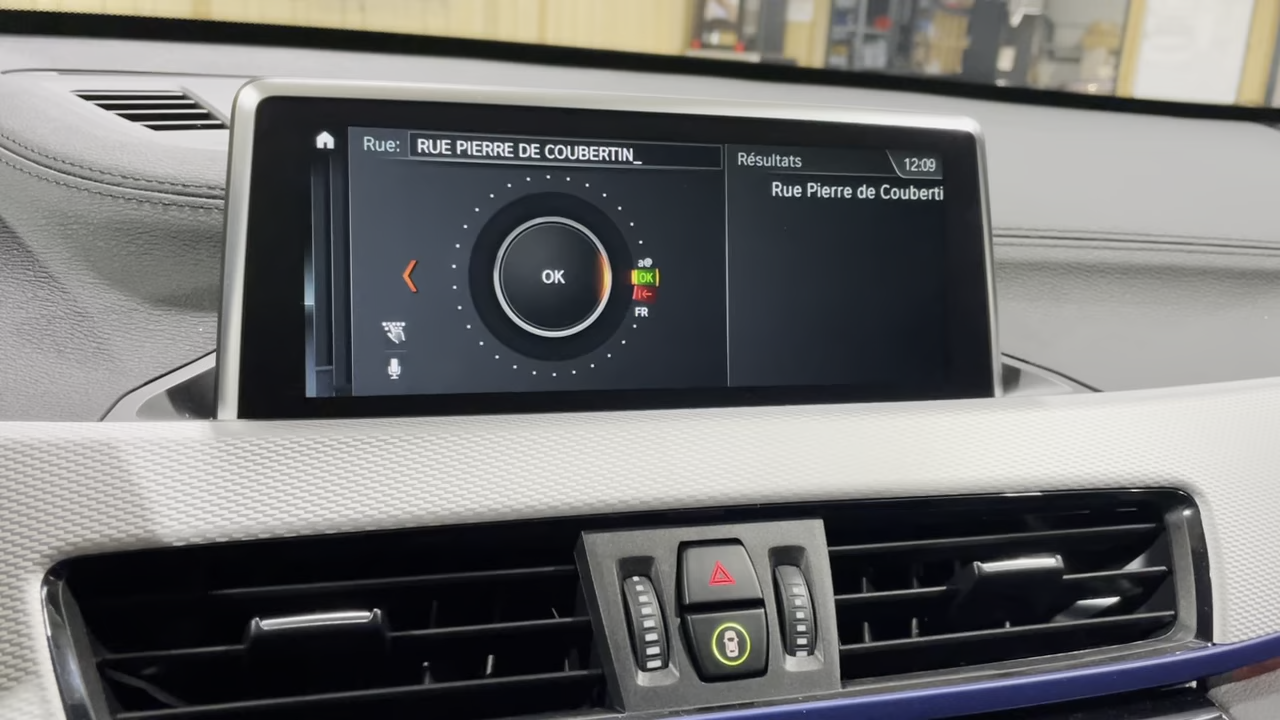 Rue: RUE PIERRE DE COUBERTIN_
Résultats
12:09
Rue Pierre de Couberti
a@
OK
OK
FR